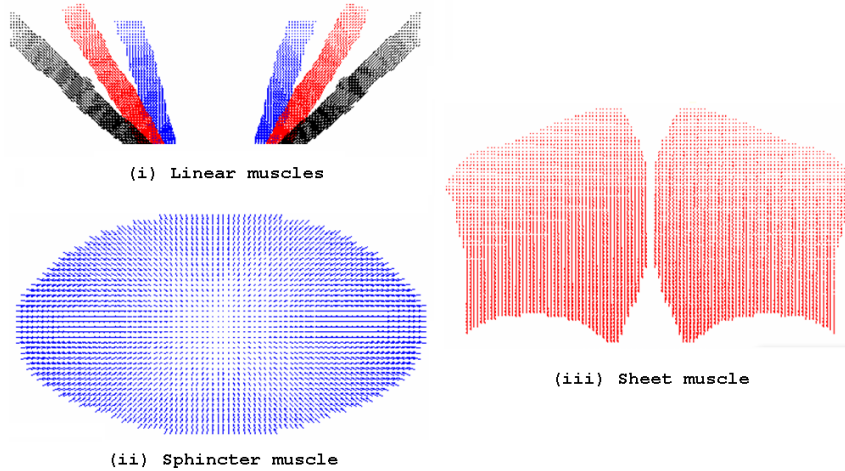 (i) Linear muscles
(ii) Sphincter muscle
(iii) Sheet muscle